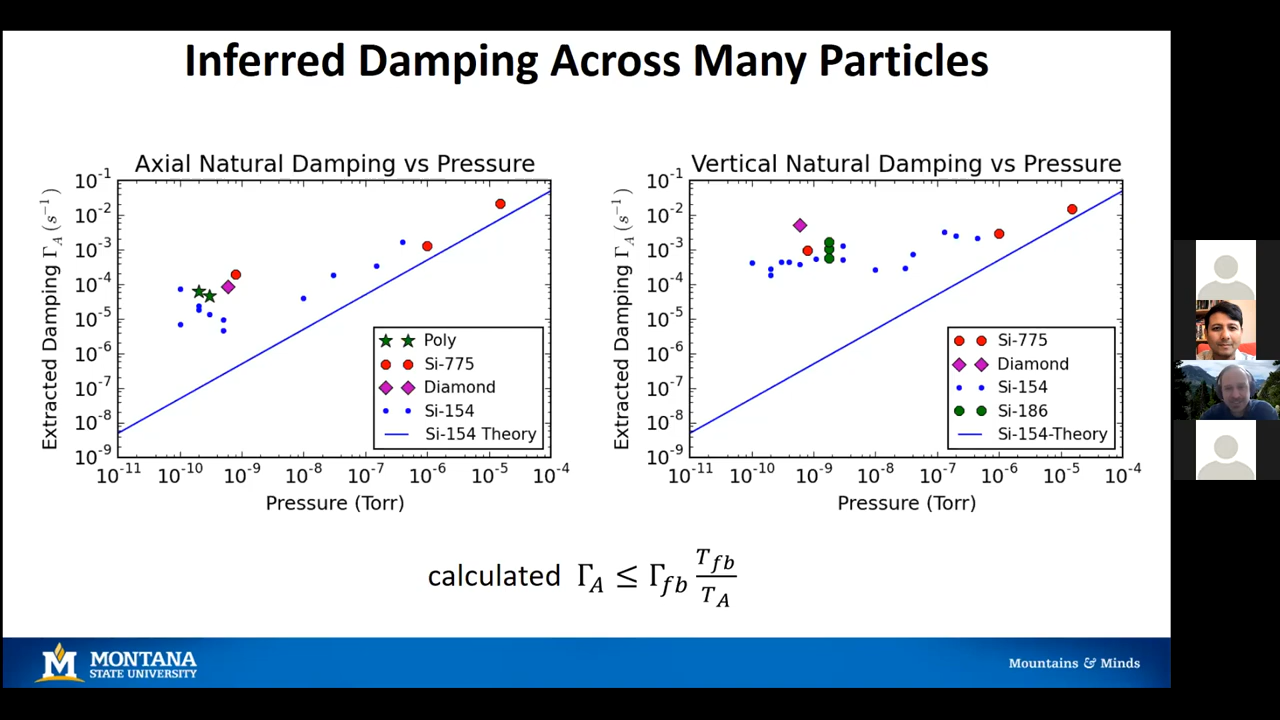 Inferred Damping Across Many Particles
Axial Natural Damping vs Pressure
Extracted Damping Γ_A (s⁻¹)
10⁻¹
10⁻²
10⁻³
10⁻⁴
10⁻⁵
10⁻⁶
10⁻⁷
10⁻⁸
10⁻⁹
Poly
Si-775
Diamond
Si-154
Si-154 Theory
10⁻¹¹ 10⁻¹⁰ 10⁻⁹ 10⁻⁸ 10⁻⁷ 10⁻⁶ 10⁻⁵ 10⁻⁴
Pressure (Torr)
Vertical Natural Damping vs Pressure
Extracted Damping Γ_A (s⁻¹)
10⁻¹
10⁻²
10⁻³
10⁻⁴
10⁻⁵
10⁻⁶
10⁻⁷
10⁻⁸
10⁻⁹
Si-775
Diamond
Si-154
Si-186
Si-154-Theory
10⁻¹¹ 10⁻¹⁰ 10⁻⁹ 10⁻⁸ 10⁻⁷ 10⁻⁶ 10⁻⁵ 10⁻⁴
Pressure (Torr)
calculated Γ_A ≤ Γ_fb T_fb/T_A
M MONTANA
STATE UNIVERSITY
Mountains & Minds